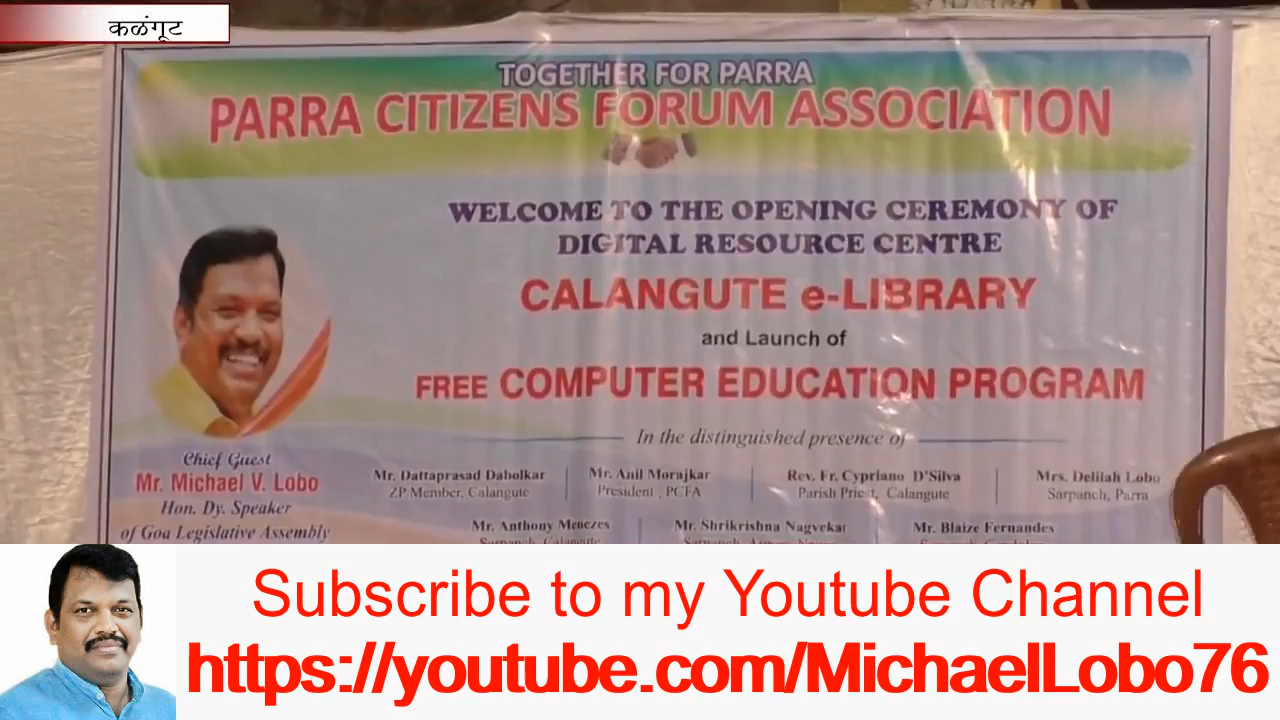 कळंगूट
TOGETHER FOR PARRA
PARRA CITIZENS FORUM ASSOCIATION
WELCOME TO THE OPENING CEREMONY OF
DIGITAL RESOURCE CENTRE
CALANGUTE e-LIBRARY
and Launch of
FREE COMPUTER EDUCATION PROGRAM
In the distinguished presence of
Chief Guest
Mr. Michael V. Lobo
Hon. Dy. Speaker
of Goa Legislative Assembly
Mr. Dattaprasad Dabolkar
ZP Member, Calangute
Mr. Anil Morajkar
President , PCFA
Rev. Fr. Cypriano D'Silva
Parish Priest, Calangute
Mrs. Delilah Lobo
Sarpanch, Parra
Mr. Anthony Menezes
Sarpanch, Calangute
Mr. Shrikrishna Nagvekar
Mr. Blaize Fernandes
Subscribe to my Youtube Channel
https://youtube.com/MichaelLobo76